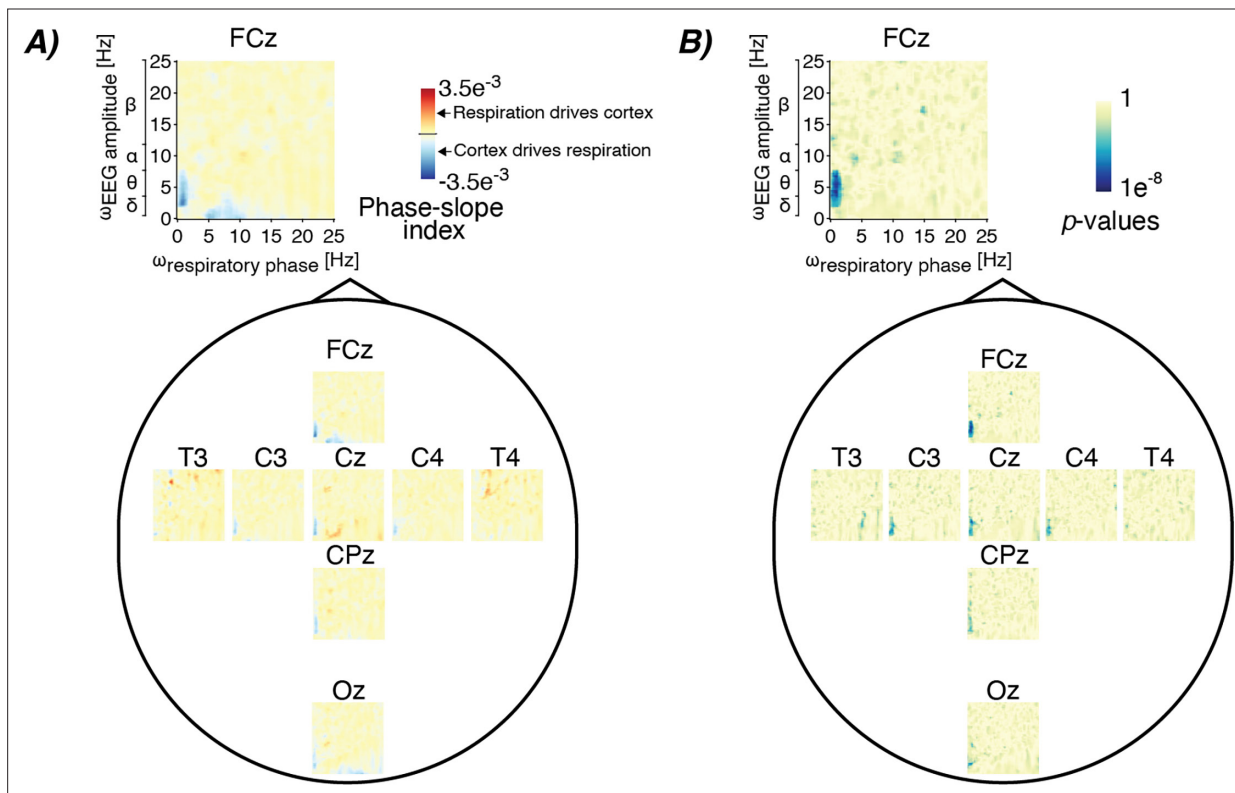 A)
FCz
ωEEG amplitude [Hz]
β
α
θ
δ
25
20
15
10
5
0
0 5 10 15 20 25
ωrespiratory phase [Hz]
3.5e-3
Respiration drives cortex
Cortex drives respiration
-3.5e-3
Phase-slope
index
FCz
T3 C3 Cz C4 T4
CPz
Oz
B)
FCz
ωEEG amplitude [Hz]
β
α
θ
δ
25
20
15
10
5
0
0 5 10 15 20 25
ωrespiratory phase [Hz]
1
1e-8
p-values
FCz
T3 C3 Cz C4 T4
CPz
Oz